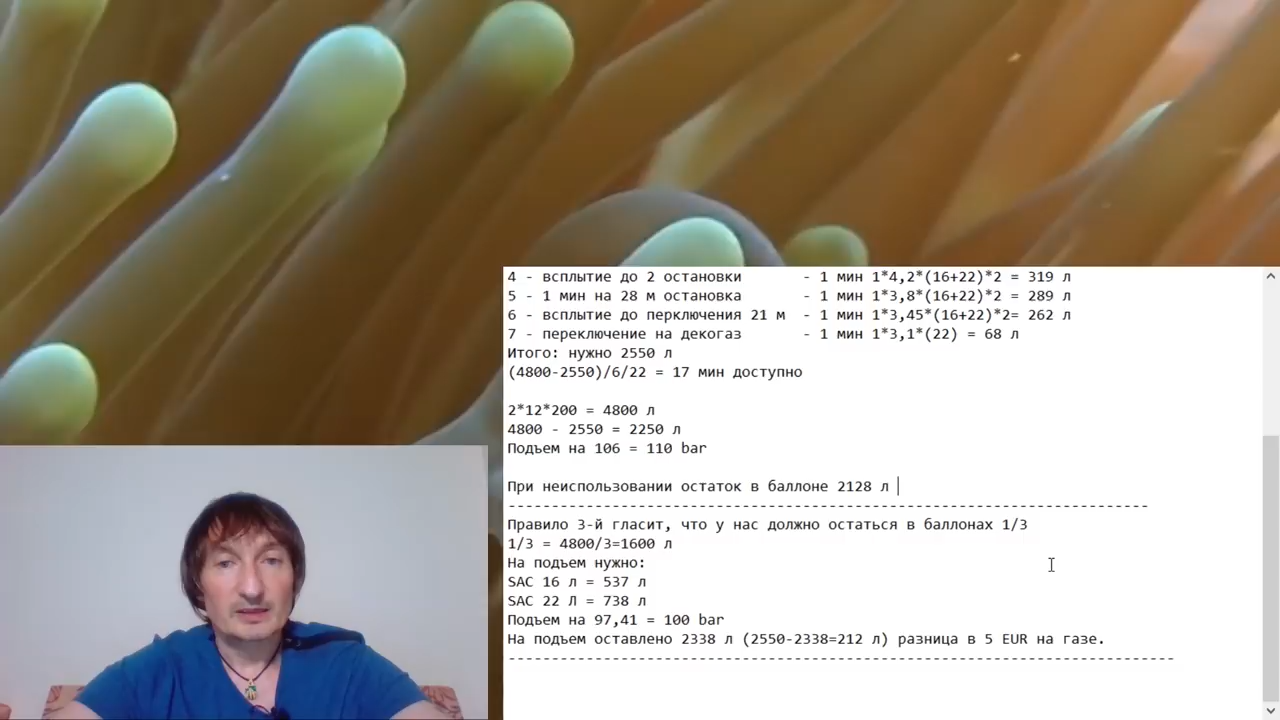 4 - всплытие до 2 остановки - 1 мин 1*4,2*(16+22)*2 = 319 л
5 - 1 мин на 28 м остановка - 1 мин 1*3,8*(16+22)*2 = 289 л
6 - всплытие до перключения 21 м - 1 мин 1*3,45*(16+22)*2= 262 л
7 - переключение на декогаз - 1 мин 1*3,1*(22) = 68 л
Итого: нужно 2550 л
(4800-2550)/6/22 = 17 мин доступно
2*12*200 = 4800 л
4800 - 2550 = 2250 л
Подъем на 106 = 110 bar
При неиспользовании остаток в баллоне 2128 л
--------------------------------------------------------------------------
Правило 3-й гласит, что у нас должно остаться в баллонах 1/3
1/3 = 4800/3=1600 л
На подъем нужно:
SAC 16 л = 537 л
SAC 22 Л = 738 л
Подъем на 97,41 = 100 bar
На подъем оставлено 2338 л (2550-2338=212 л) разница в 5 EUR на газе.
-----------------------------------------------------------------------------